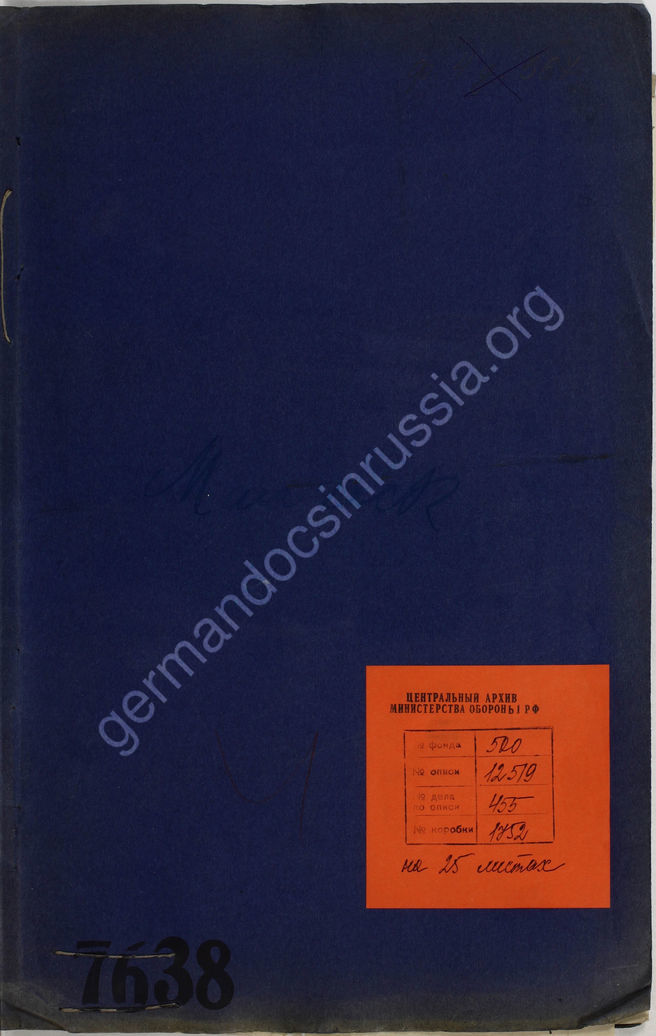 germandocsinrussia.org
ЦЕНТРАЛЬНЫЙ АРХИВ
МИНИСТЕРСТВА ОБОРОНЫ РФ
№ фонда 500
№ описи 12519
№ дела
по описи 455
№ коробки 1752
на 25 листах
7638